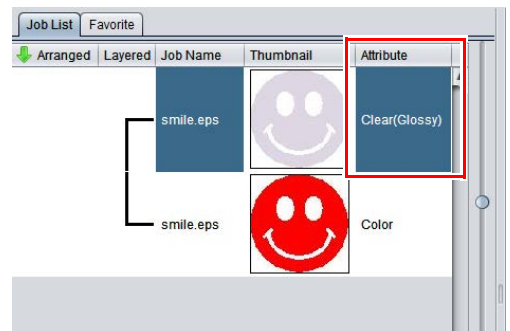 Job List Favorite
Arranged Layered Job Name Thumbnail Attribute
smile.eps Clear(Glossy)
smile.eps Color